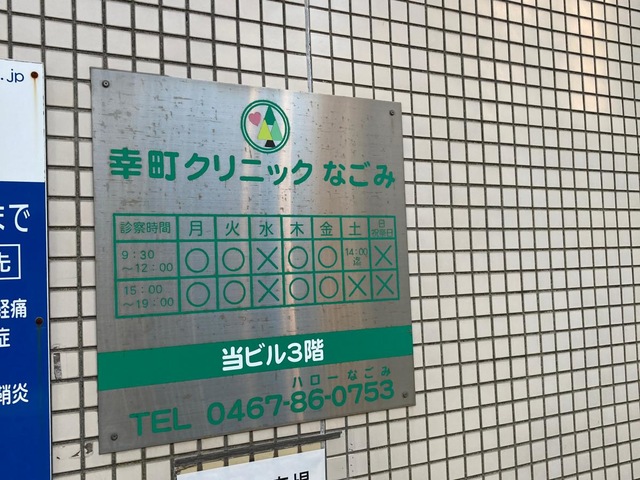 .jp
まで
先
経痛
症
鞘炎
幸町クリニック なごみ
診察時間 月 火 水 木 金 土 日祝祭日
9:30～12:00 ○ ○ × ○ ○ 14:00迄 ×
15:00～19:00 ○ ○ × ○ ○ × ×
当ビル3階
ハローなごみ
TEL 0467-86-0753